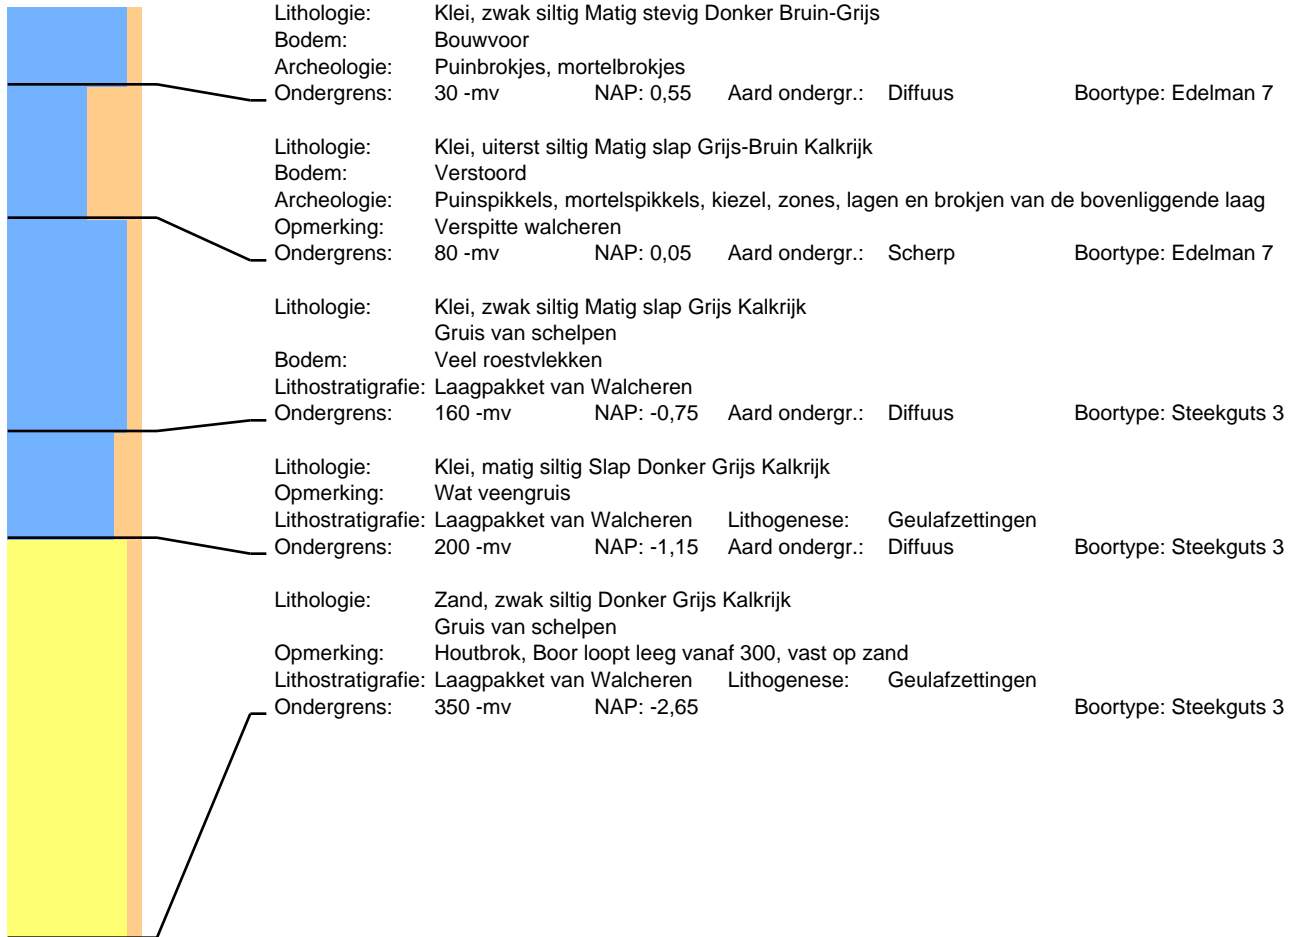 Lithologie: Klei, zwak siltig Matig stevig Donker Bruin-Grijs
Bodem: Bouwvoor
Archeologie: Puinbrokjes, mortelbrokjes
Ondergrens: 30 -mv NAP: 0,55 Aard ondergr.: Diffuus Boortype: Edelman 7
Lithologie: Klei, uiterst siltig Matig slap Grijs-Bruin Kalkrijk
Bodem: Verstoord
Archeologie: Puinspikkels, mortelspikkels, kiezel, zones, lagen en brokjen van de bovenliggende laag
Opmerking: Verspitte walcheren
Ondergrens: 80 -mv NAP: 0,05 Aard ondergr.: Scherp Boortype: Edelman 7
Lithologie: Klei, zwak siltig Matig slap Grijs Kalkrijk
Gruis van schelpen
Bodem: Veel roestvlekken
Lithostratigrafie: Laagpakket van Walcheren
Ondergrens: 160 -mv NAP: -0,75 Aard ondergr.: Diffuus Boortype: Steekguts 3
Lithologie: Klei, matig siltig Slap Donker Grijs Kalkrijk
Opmerking: Wat veengruis
Lithostratigrafie: Laagpakket van Walcheren Lithogenese: Geulafzettingen
Ondergrens: 200 -mv NAP: -1,15 Aard ondergr.: Diffuus Boortype: Steekguts 3
Lithologie: Zand, zwak siltig Donker Grijs Kalkrijk
Gruis van schelpen
Opmerking: Houtbrok, Boor loopt leeg vanaf 300, vast op zand
Lithostratigrafie: Laagpakket van Walcheren Lithogenese: Geulafzettingen
Ondergrens: 350 -mv NAP: -2,65 Boortype: Steekguts 3